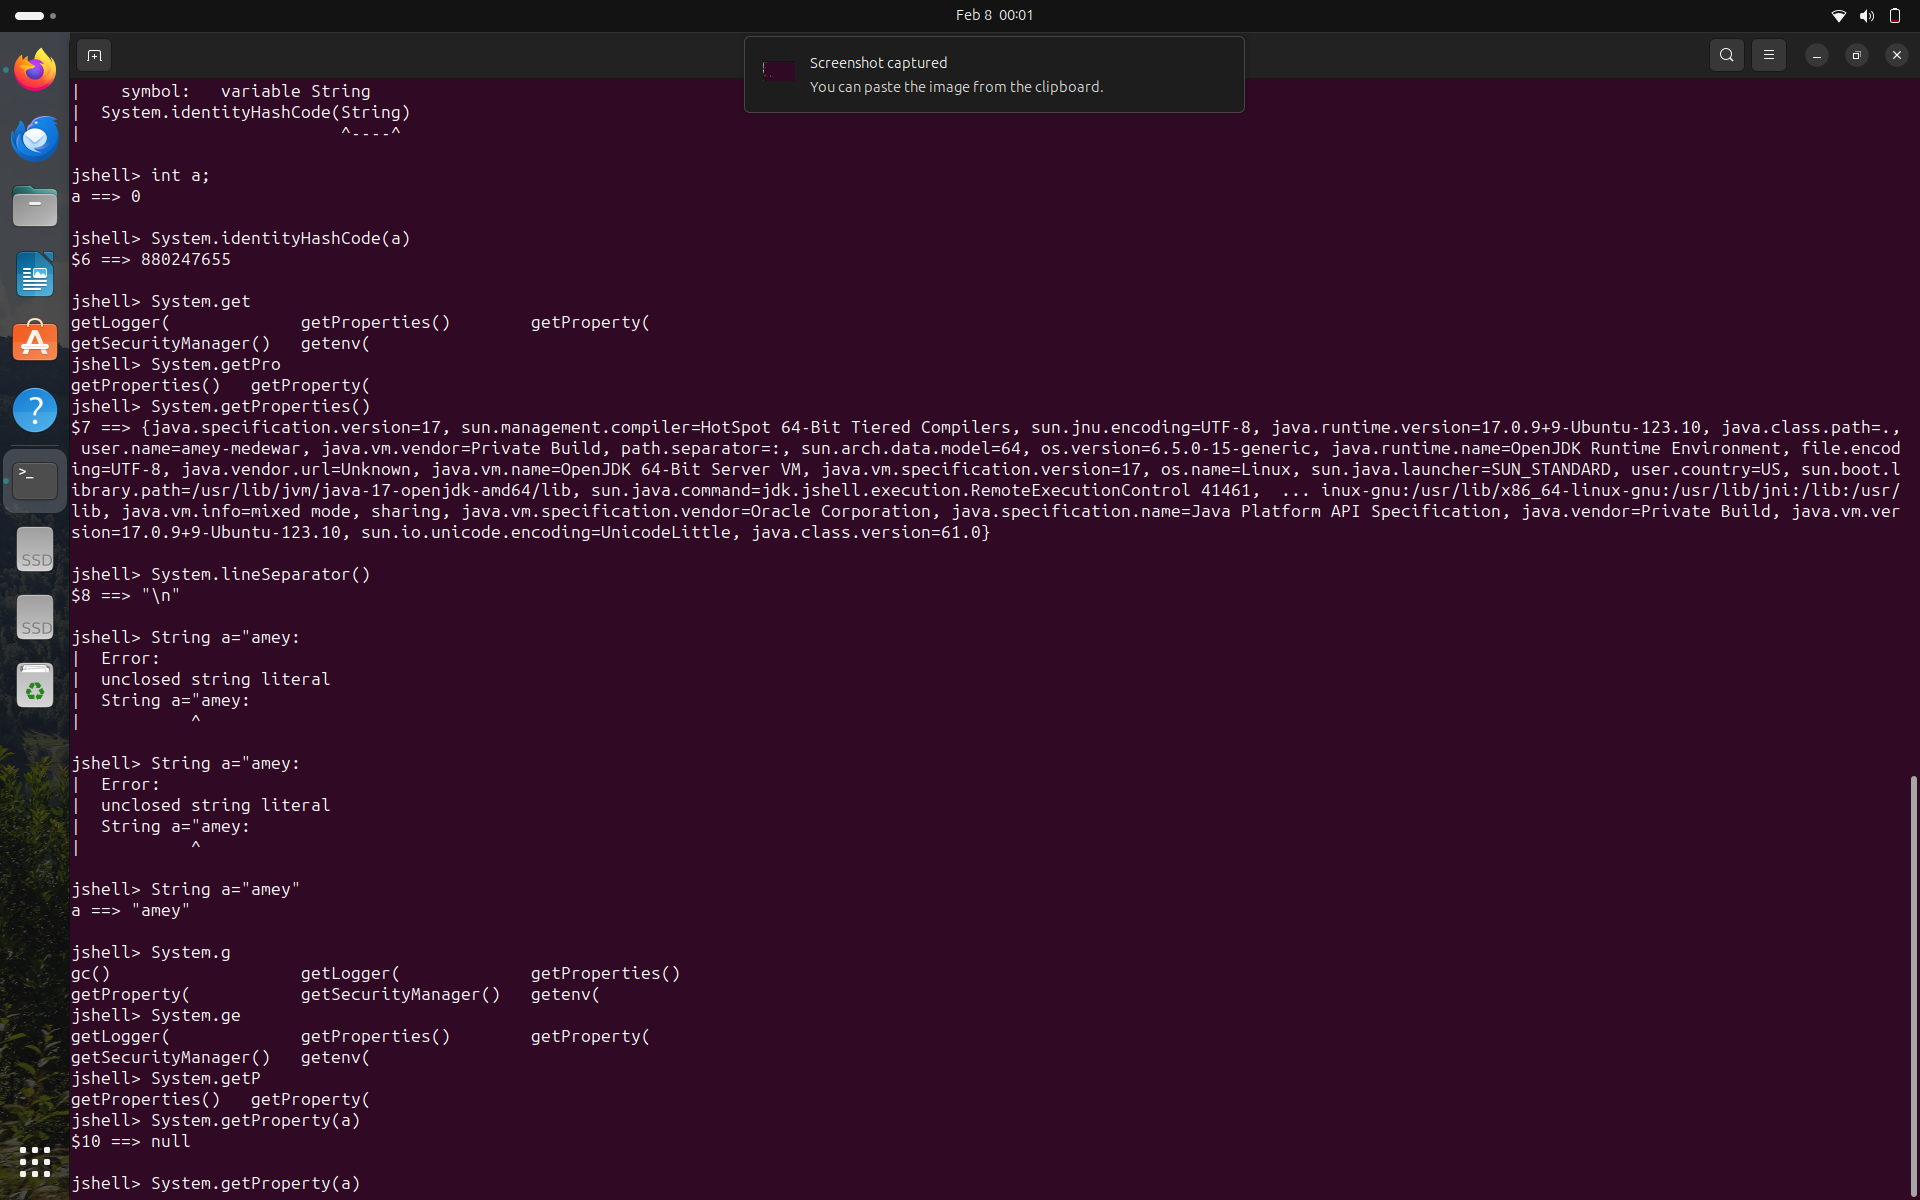 Feb 8  00:01
Screenshot captured
You can paste the image from the clipboard.
|    symbol:   variable String
|  System.identityHashCode(String)
|                          ^----^
jshell> int a;
a ==> 0
jshell> System.identityHashCode(a)
$6 ==> 880247655
jshell> System.get
getLogger(             getProperties()        getProperty(
getSecurityManager()   getenv(
jshell> System.getPro
getProperties()   getProperty(
jshell> System.getProperties()
$7 ==> {java.specification.version=17, sun.management.compiler=HotSpot 64-Bit Tiered Compilers, sun.jnu.encoding=UTF-8, java.runtime.version=17.0.9+9-Ubuntu-123.10, java.class.path=.,
 user.name=amey-medewar, java.vm.vendor=Private Build, path.separator=:, sun.arch.data.model=64, os.version=6.5.0-15-generic, java.runtime.name=OpenJDK Runtime Environment, file.encod
ing=UTF-8, java.vendor.url=Unknown, java.vm.name=OpenJDK 64-Bit Server VM, java.vm.specification.version=17, os.name=Linux, sun.java.launcher=SUN_STANDARD, user.country=US, sun.boot.l
ibrary.path=/usr/lib/jvm/java-17-openjdk-amd64/lib, sun.java.command=jdk.jshell.execution.RemoteExecutionControl 41461,  ... inux-gnu:/usr/lib/x86_64-linux-gnu:/usr/lib/jni:/lib:/usr/
lib, java.vm.info=mixed mode, sharing, java.vm.specification.vendor=Oracle Corporation, java.specification.name=Java Platform API Specification, java.vendor=Private Build, java.vm.ver
sion=17.0.9+9-Ubuntu-123.10, sun.io.unicode.encoding=UnicodeLittle, java.class.version=61.0}
jshell> System.lineSeparator()
$8 ==> "\n"
jshell> String a="amey:
|  Error:
|  unclosed string literal
|  String a="amey:
|           ^
jshell> String a="amey:
|  Error:
|  unclosed string literal
|  String a="amey:
|           ^
jshell> String a="amey"
a ==> "amey"
jshell> System.g
gc()                   getLogger(             getProperties()
getProperty(           getSecurityManager()   getenv(
jshell> System.ge
getLogger(             getProperties()        getProperty(
getSecurityManager()   getenv(
jshell> System.getP
getProperties()   getProperty(
jshell> System.getProperty(a)
$10 ==> null
jshell> System.getProperty(a)
SSD
SSD